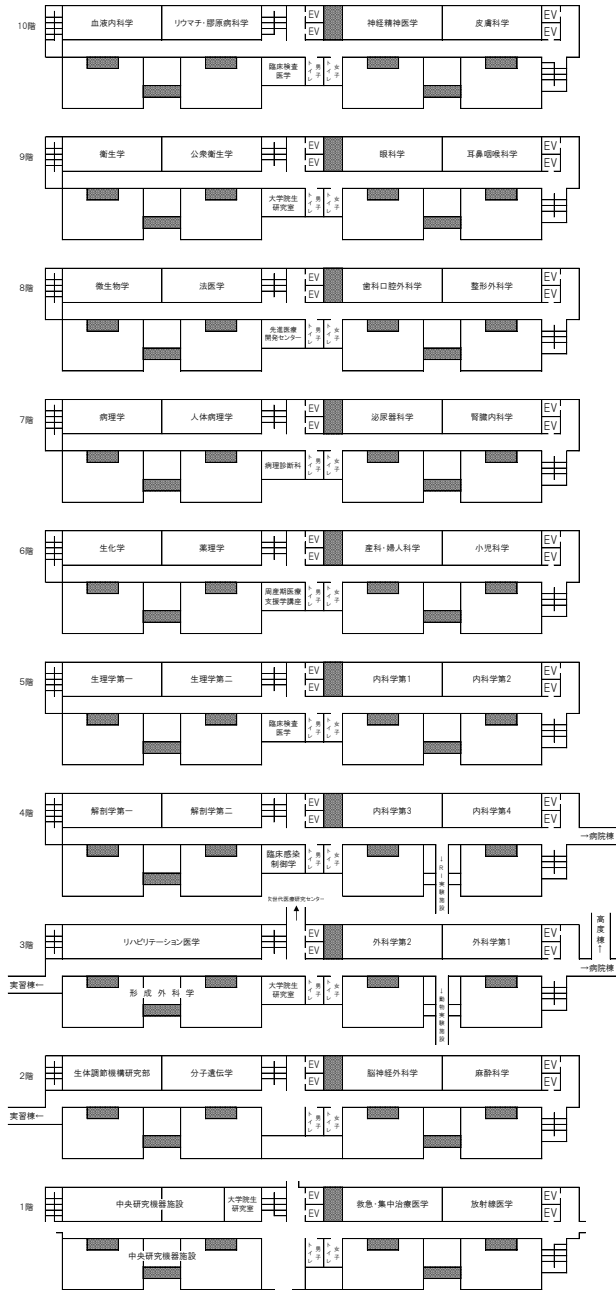 10階
血液内科学
リウマチ・膠原病科学
EV
EV
神経精神医学
皮膚科学
EV
EV
臨床検査
医学
男子
トイレ
女子
トイレ
9階
衛生学
公衆衛生学
EV
EV
眼科学
耳鼻咽喉科学
EV
EV
大学院生
研究室
男子
トイレ
女子
トイレ
8階
微生物学
法医学
EV
EV
歯科口腔外科学
整形外科学
EV
EV
先進医療
開発センター
男子
トイレ
女子
トイレ
7階
病理学
人体病理学
EV
EV
泌尿器科学
腎臓内科学
EV
EV
病理診断科
男子
トイレ
女子
トイレ
6階
生化学
薬理学
EV
EV
産科・婦人科学
小児科学
EV
EV
周産期医療
支援学講座
男子
トイレ
女子
トイレ
5階
生理学第一
生理学第二
EV
EV
内科学第1
内科学第2
EV
EV
臨床検査
医学
男子
トイレ
女子
トイレ
4階
解剖学第一
解剖学第二
EV
EV
内科学第3
内科学第4
EV
EV
→病院棟
臨床感染
制御学
男子
トイレ
女子
トイレ
↓RI実験施設
世代医療研究センター
↑
3階
リハビリテーション医学
EV
EV
外科学第2
外科学第1
EV
EV
高度棟↑
→病院棟
実習棟←
形成外科学
大学院生
研究室
男子
トイレ
女子
トイレ
↓動物実験施設
2階
生体調節機構研究部
分子遺伝学
EV
EV
脳神経外科学
麻酔科学
EV
EV
実習棟←
男子
トイレ
女子
トイレ
1階
中央研究機器施設
大学院生
研究室
EV
EV
救急・集中治療医学
放射線医学
EV
EV
中央研究機器施設
男子
トイレ
女子
トイレ